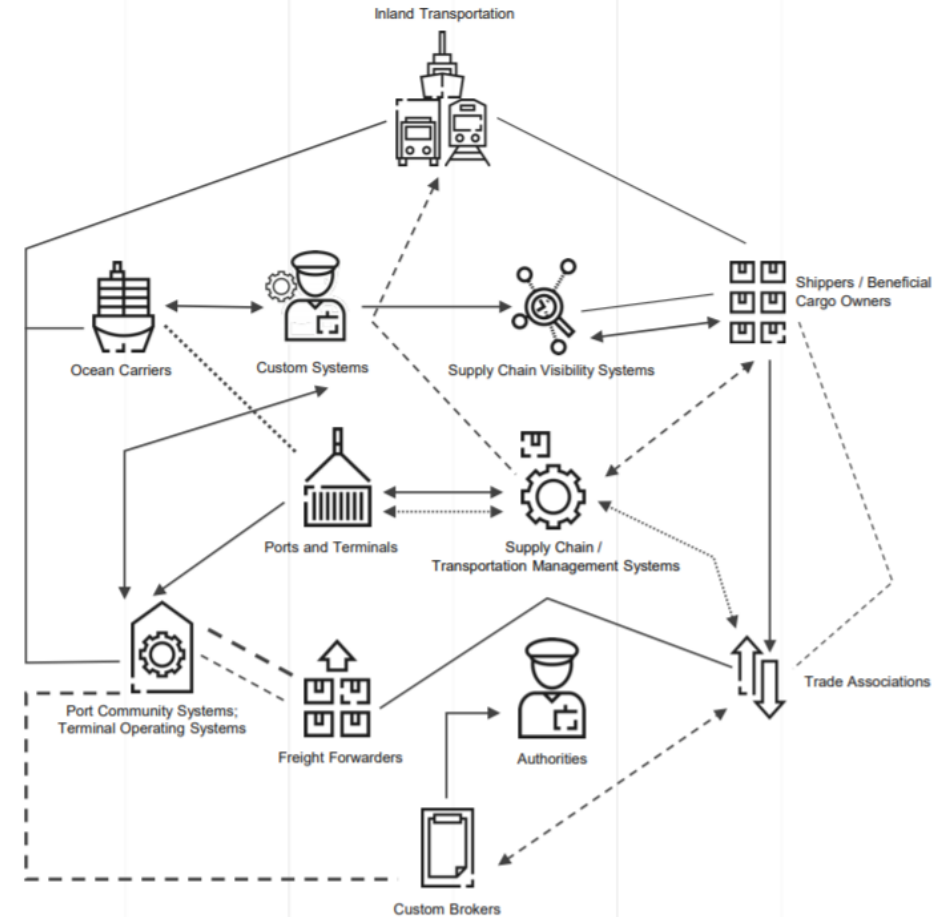 Inland Transportation
Shippers / Beneficial
Cargo Owners
Ocean Carriers
Custom Systems
Supply Chain Visibility Systems
Ports and Terminals
Supply Chain /
Transportation Management Systems
Trade Associations
Port Community Systems;
Terminal Operating Systems
Freight Forwarders
Authorities
Custom Brokers